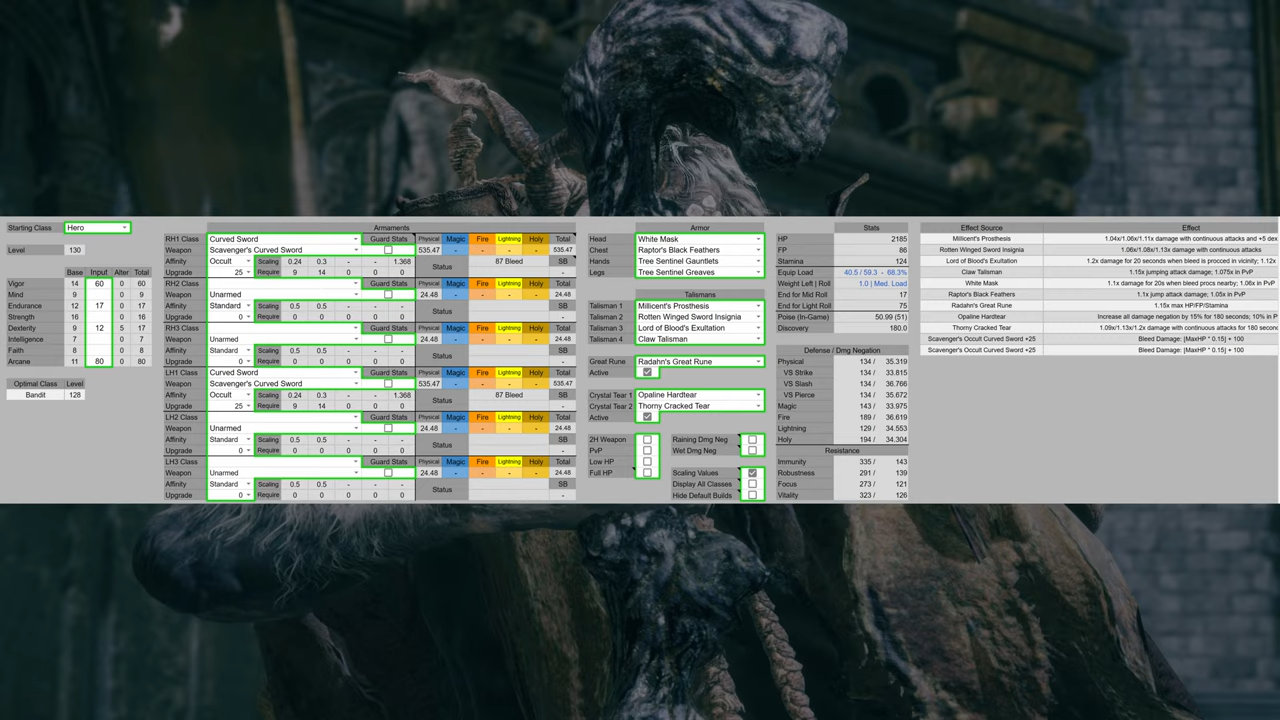 Starting Class Hero
Level 130
Base Input Alter Total
Vigor 14 60 0 60
Mind 9 0 9
Endurance 12 17 0 17
Strength 16 0 16
Dexterity 9 12 5 17
Intelligence 7 0 7
Faith 8 0 8
Arcane 11 80 0 80
Optimal Class Level
Bandit 128
Armaments
RH1 Class Curved Sword Guard Stats Physical Magic Fire Lightning Holy Total
Weapon Scavenger's Curved Sword 535.47 - - - - 535.47
Affinity Occult Scaling 0.24 0.3 - - 1.368 Status 87 Bleed SB
Upgrade 25 Require 9 14 0 0 0 -
RH2 Class Guard Stats Physical Magic Fire Lightning Holy Total
Weapon Unarmed 24.48 - - - - 24.48
Affinity Standard Scaling 0.5 0.5 - - - Status SB
Upgrade 0 Require 0 0 0 0 0 -
RH3 Class Guard Stats Physical Magic Fire Lightning Holy Total
Weapon Unarmed 24.48 - - - - 24.48
Affinity Standard Scaling 0.5 0.5 - - - Status SB
Upgrade 0 Require 0 0 0 0 0 -
LH1 Class Curved Sword Guard Stats Physical Magic Fire Lightning Holy Total
Weapon Scavenger's Curved Sword 535.47 - - - - 535.47
Affinity Occult Scaling 0.24 0.3 - - 1.368 Status 87 Bleed SB
Upgrade 25 Require 9 14 0 0 0 -
LH2 Class Guard Stats Physical Magic Fire Lightning Holy Total
Weapon Unarmed 24.48 - - - - 24.48
Affinity Standard Scaling 0.5 0.5 - - - Status SB
Upgrade 0 Require 0 0 0 0 0 -
LH3 Class Guard Stats Physical Magic Fire Lightning Holy Total
Weapon Unarmed 24.48 - - - - 24.48
Affinity Standard Scaling 0.5 0.5 - - - Status SB
Upgrade 0 Require 0 0 0 0 0 -
Armor
Head White Mask
Chest Raptor's Black Feathers
Hands Tree Sentinel Gauntlets
Legs Tree Sentinel Greaves
Talismans
Talisman 1 Millicent's Prosthesis
Talisman 2 Rotten Winged Sword Insignia
Talisman 3 Lord of Blood's Exultation
Talisman 4 Claw Talisman
Great Rune Radahn's Great Rune
Active
Crystal Tear 1 Opaline Hardtear
Crystal Tear 2 Thorny Cracked Tear
Active
2H Weapon Raining Dmg Neg
PvP Wet Dmg Neg
Low HP
Full HP Scaling Values
Display All Classes
Hide Default Builds
Stats
HP 2185
FP 86
Stamina 124
Equip Load 40.5 / 59.3 - 68.3%
Weight Left | Roll 1.0 | Med. Load
End for Mid Roll 17
End for Light Roll 75
Poise (In-Game) 50.99 (51)
Discovery 180.0
Defense / Dmg Negation
Physical 134 / 35.319
VS Strike 134 / 33.815
VS Slash 134 / 36.766
VS Pierce 134 / 35.672
Magic 143 / 33.975
Fire 189 / 36.619
Lightning 129 / 34.553
Holy 194 / 34.304
Resistance
Immunity 335 / 143
Robustness 291 / 139
Focus 273 / 121
Vitality 323 / 126
Effect Source Effect
Millicent's Prosthesis 1.04x/1.06x/1.11x damage with continuous attacks and +5 dex
Rotten Winged Sword Insignia 1.06x/1.08x/1.13x damage with continuous attacks
Lord of Blood's Exultation 1.2x damage for 20 seconds when bleed is procced in vicinity; 1.12x
Claw Talisman 1.15x jumping attack damage; 1.075x in PvP
White Mask 1.1x damage for 20s when bleed procs nearby; 1.06x in PvP
Raptor's Black Feathers 1.1x jump attack damage; 1.05 in PvP
Radahn's Great Rune 1.15x max HP/FP/Stamina
Opaline Hardtear Increase all damage negation by 15% for 180 seconds; 10% in P
Thorny Cracked Tear 1.09x/1.13x/1.2x damage with continuous attacks for 180 second
Scavenger's Occult Curved Sword +25 Bleed Damage: [MaxHP * 0.15] + 100
Scavenger's Occult Curved Sword +25 Bleed Damage: [MaxHP * 0.15] + 100